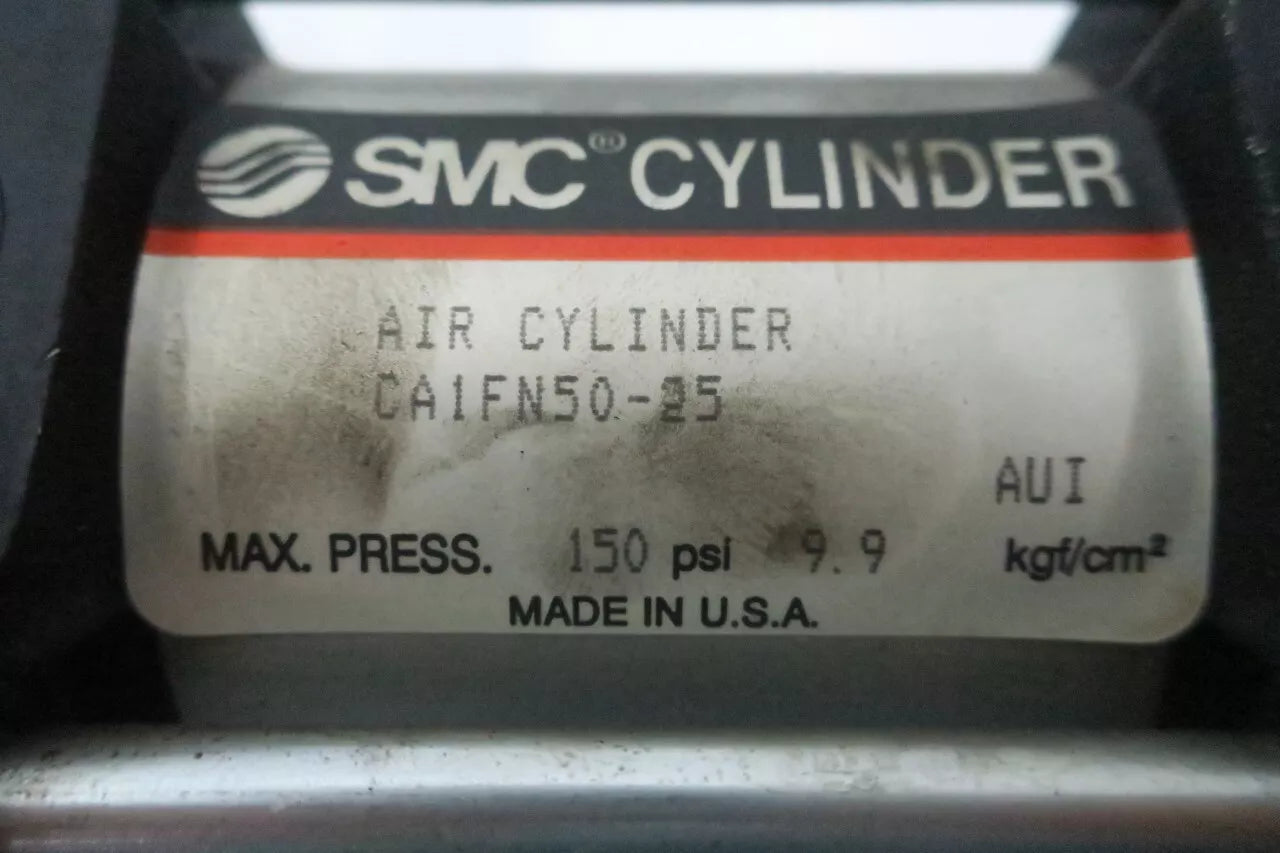 SMC® CYLINDER
AIR CYLINDER
CA1FN50-25
AUI
MAX. PRESS. 150 psi 9.9 kgf/cm²
MADE IN U.S.A.